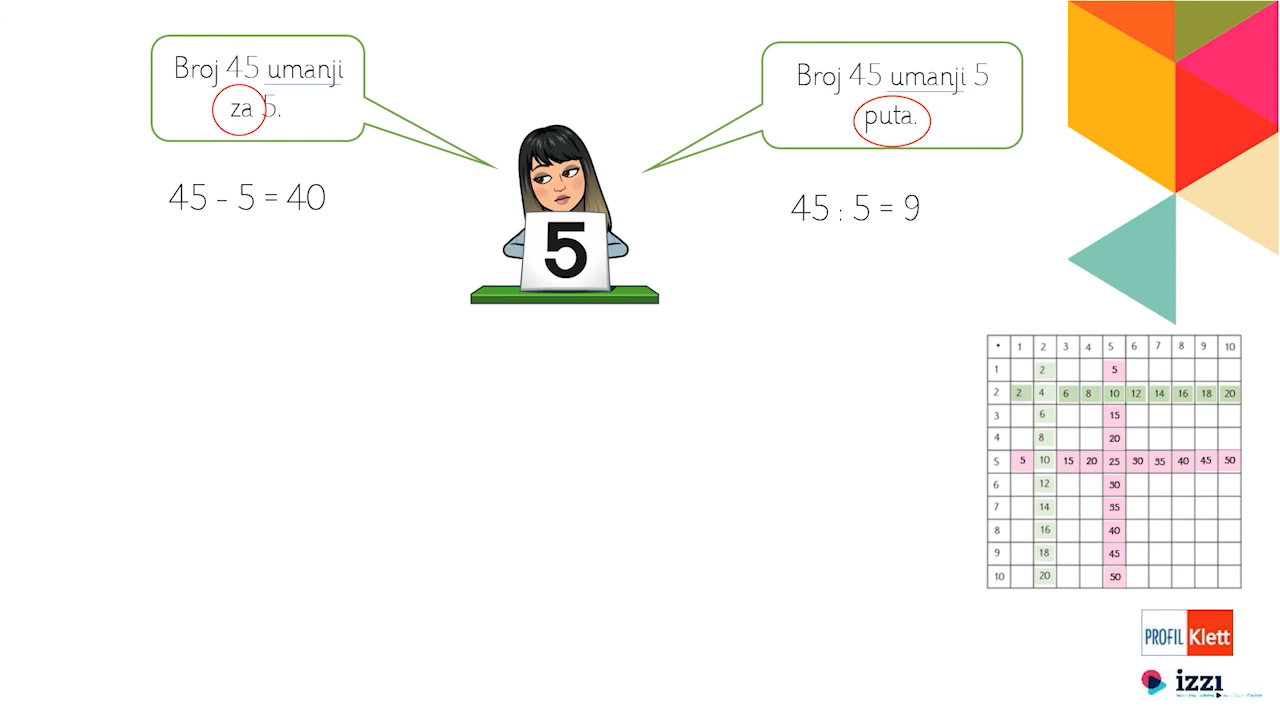 Broj 45 umanji
za 5.
45 - 5 = 40
Broj 45 umanji 5
puta.
45 : 5 = 9
5
• 1 2 3 4 5 6 7 8 9 10
1 2 5
2 2 4 6 8 10 12 14 16 18 20
3 6 15
4 8 20
5 5 10 15 20 25 30 35 40 45 50
6 12 30
7 14 35
8 16 40
9 18 45
10 20 50
PROFIL Klett
izzi